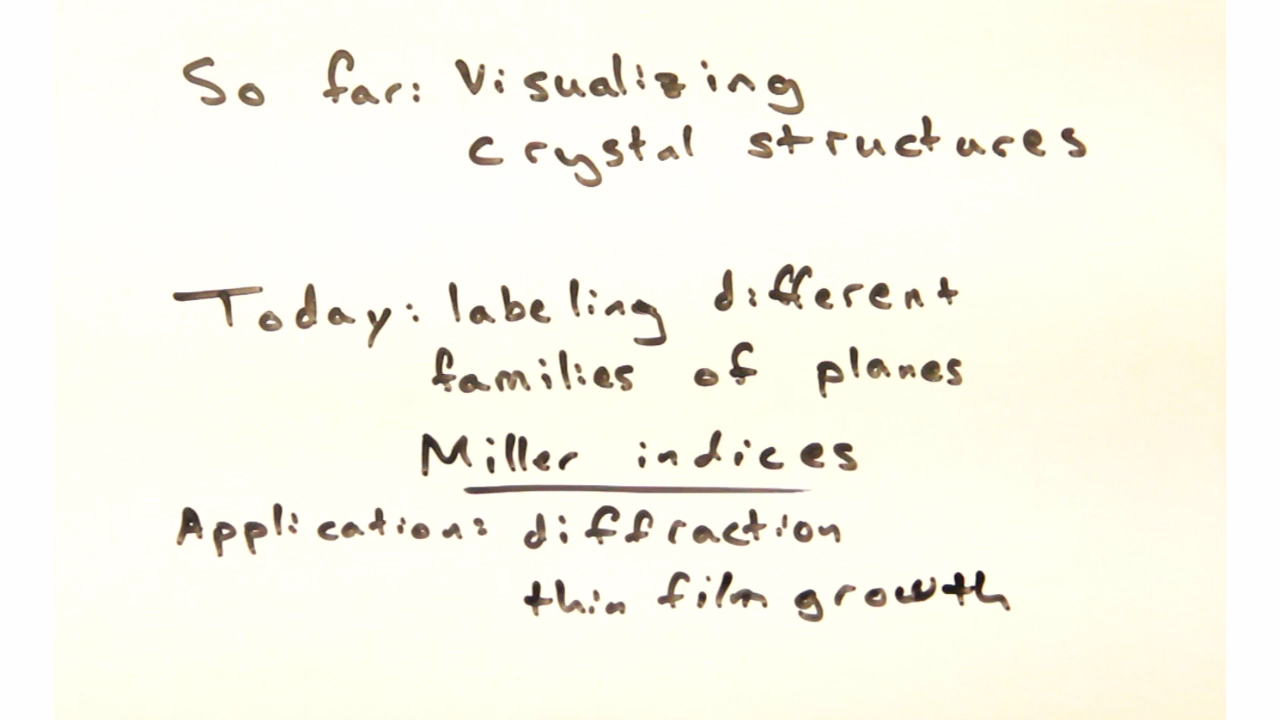 So far: Visualizing
crystal structures
Today: labeling different
families of planes
Miller indices
Application: diffraction
thin film growth